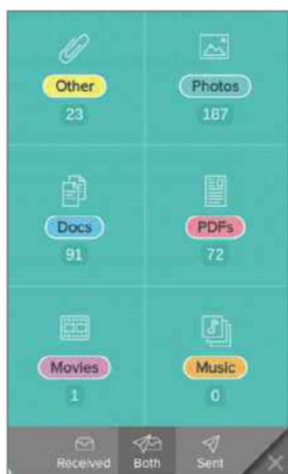 Other Photos
23 187
Docs PDFs
91 72
Movies Music
1 0
Received Both Sent